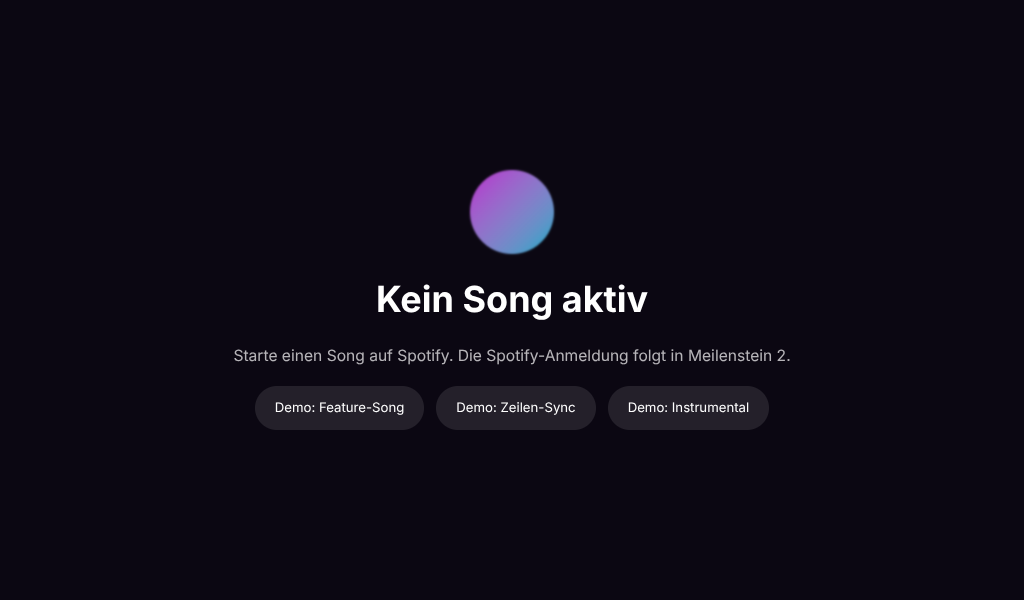 Kein Song aktiv
Starte einen Song auf Spotify. Die Spotify-Anmeldung folgt in Meilenstein 2.
Demo: Feature-Song
Demo: Zeilen-Sync
Demo: Instrumental